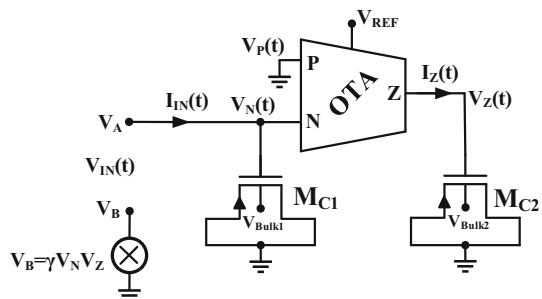 V_REF
V_P(t)
P
OTA
I_Z(t)
Z
V_Z(t)
I_IN(t)
V_N(t)
V_A
N
V_IN(t)
M_C1
M_C2
V_B
V_Bulk1
V_Bulk2
V_B=γV_NV_Z